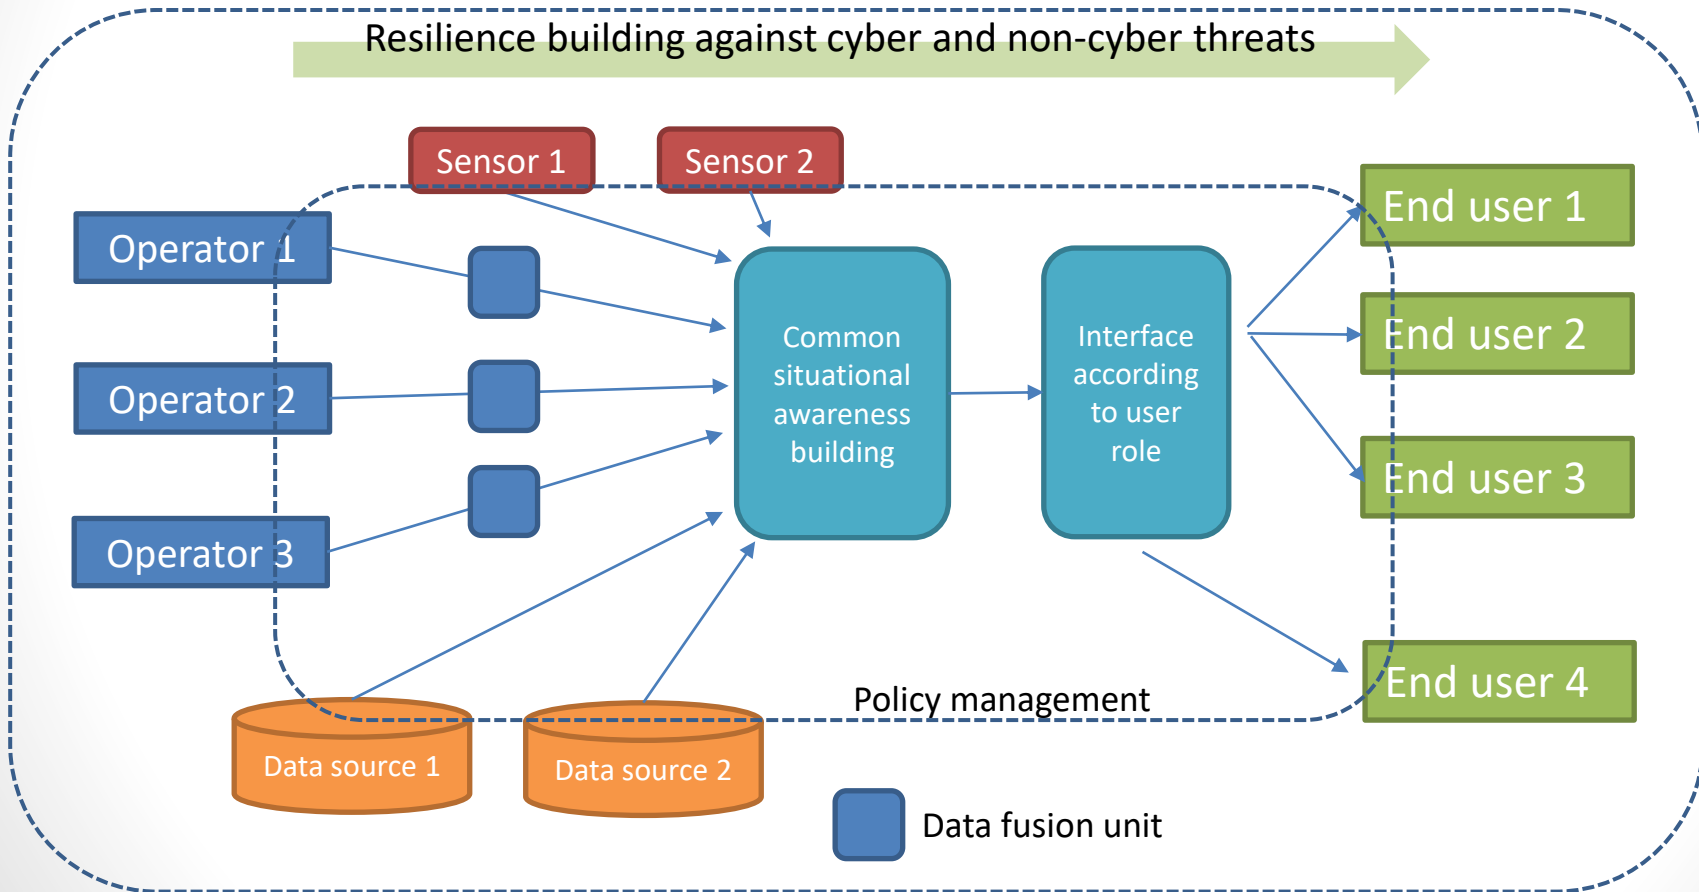 Resilience building against cyber and non-cyber threats
Sensor 1
Sensor 2
Operator 1
Operator 2
Operator 3
Common
situational
awareness
building
Interface
according
to user
role
End user 1
End user 2
End user 3
End user 4
Policy management
Data source 1
Data source 2
Data fusion unit